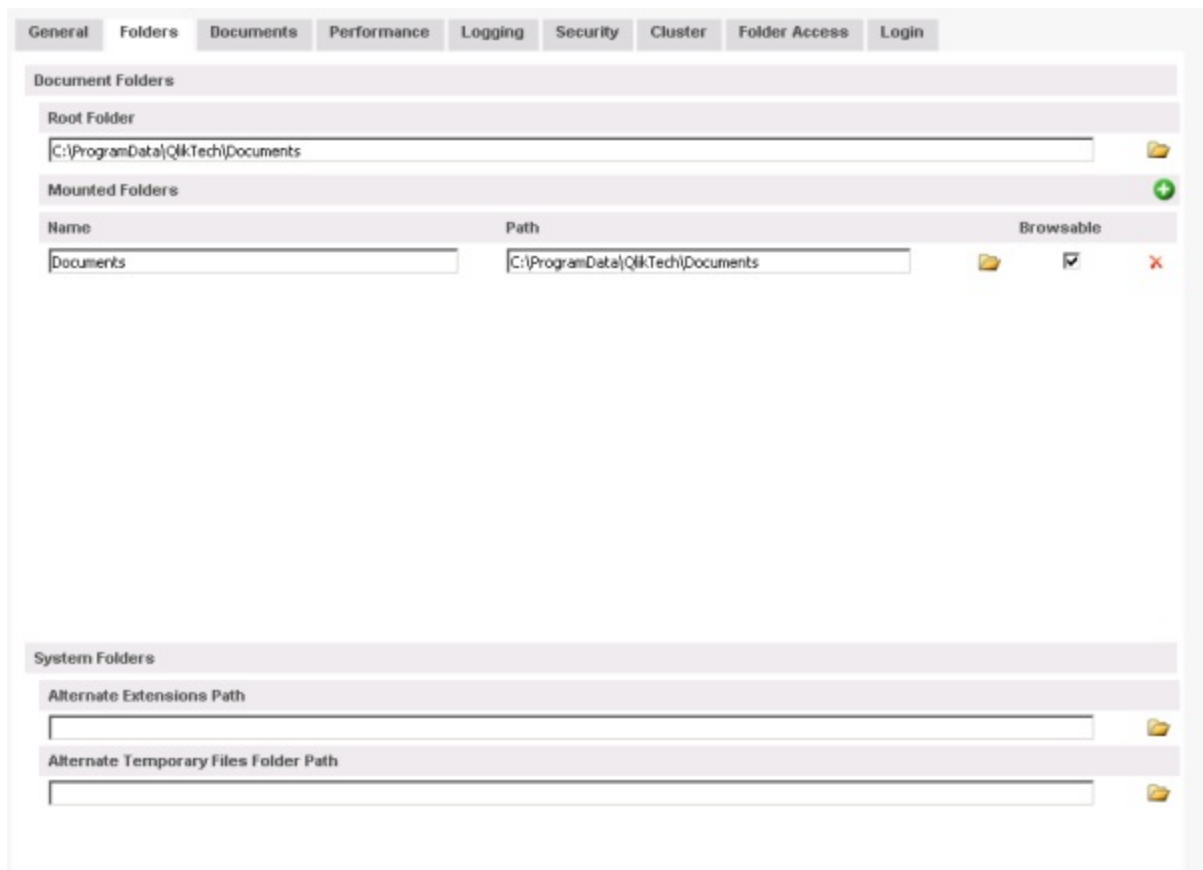 General Folders Documents Performance Logging Security Cluster Folder Access Login
Document Folders
Root Folder
C:\ProgramData\QlikTech\Documents
Mounted Folders
Name Path Browsable
Documents C:\ProgramData\QlikTech\Documents
System Folders
Alternate Extensions Path
Alternate Temporary Files Folder Path